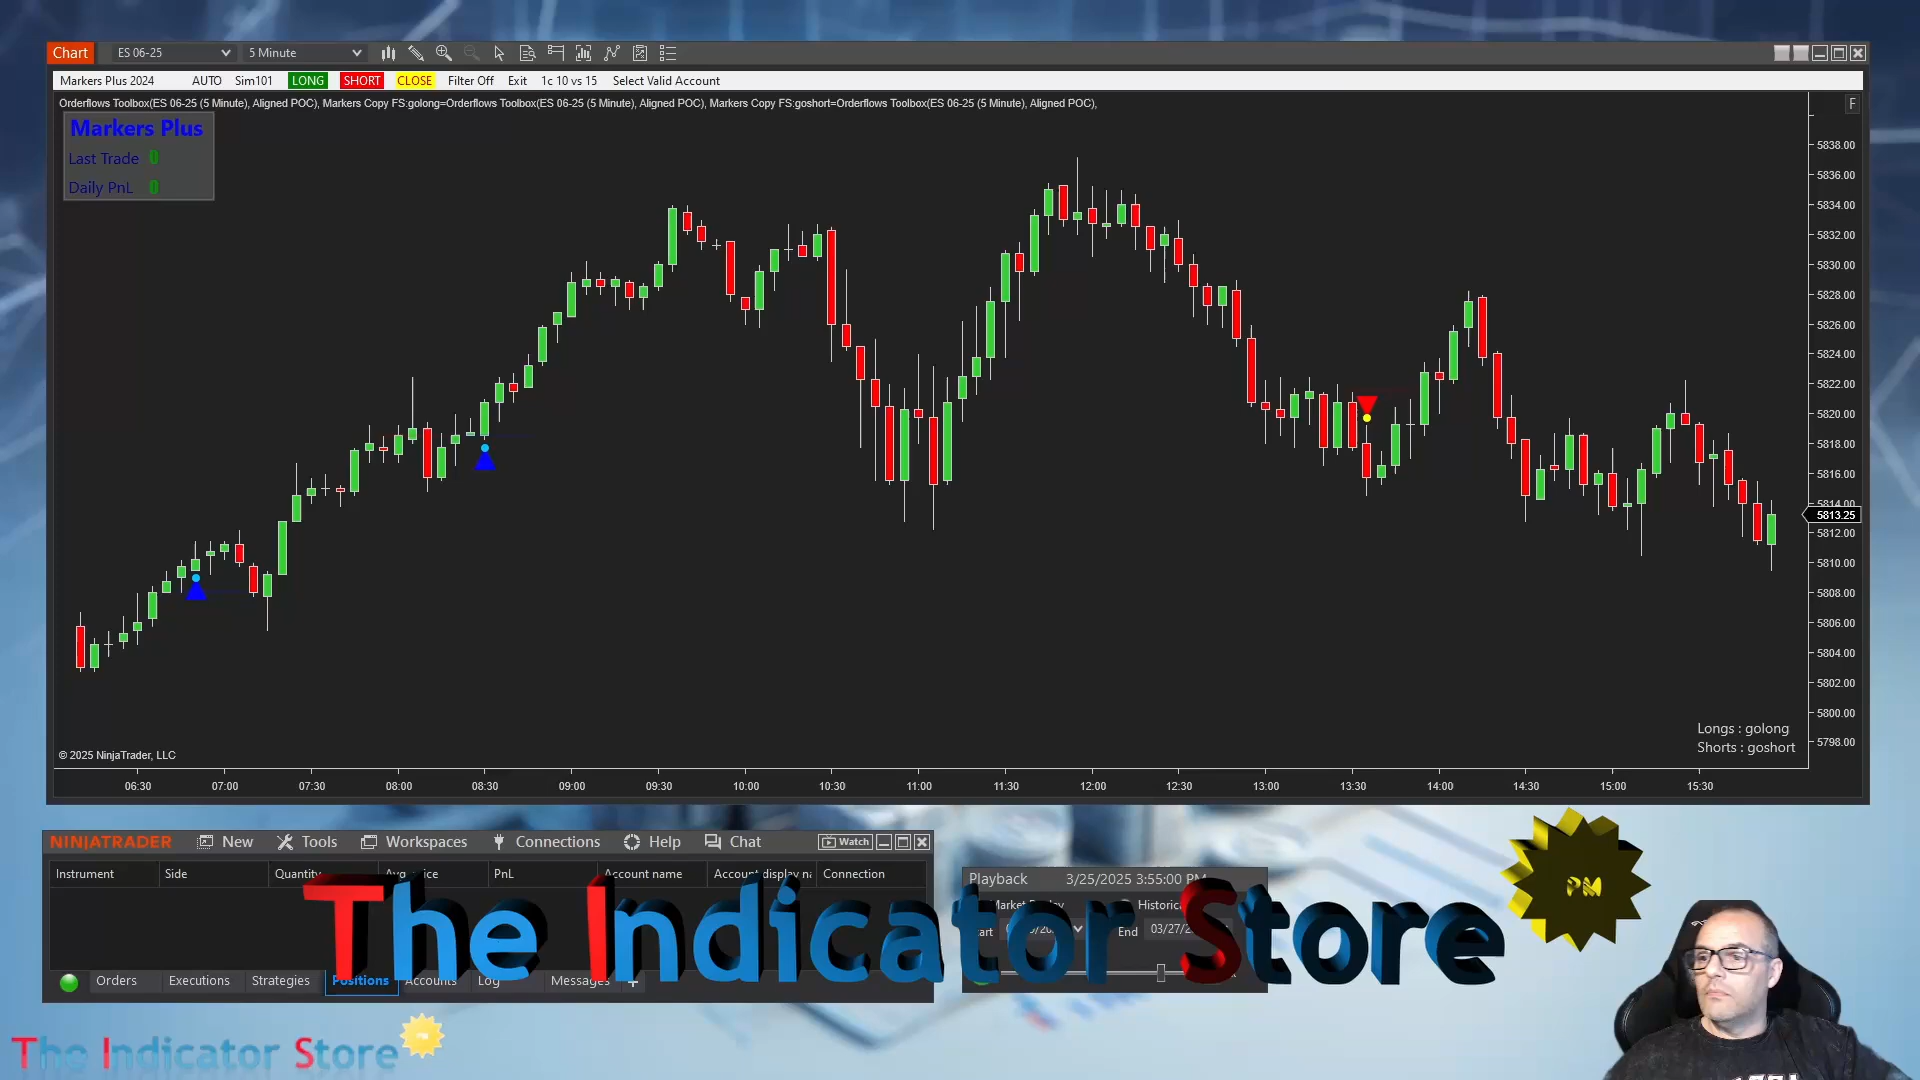 Chart ES 06-25 5 Minute
Markers Plus 2024 AUTO Sim101 LONG SHORT CLOSE Filter Off Exit 1c 10 vs 15 Select Valid Account
Orderflows Toolbox(ES 06-25 (5 Minute), Aligned POC), Markers Copy FS:golong=Orderflows Toolbox(ES 06-25 (5 Minute), Aligned POC), Markers Copy FS:goshort=Orderflows Toolbox(ES 06-25 (5 Minute), Aligned POC),
F
Markers Plus
Last Trade 0
Daily PnL 0
5838.00
5836.00
5834.00
5832.00
5830.00
5828.00
5826.00
5824.00
5822.00
5820.00
5818.00
5816.00
5814.00
5813.25
5812.00
5810.00
5808.00
5806.00
5804.00
5802.00
5800.00
5798.00
Longs : golong
Shorts : goshort
© 2025 NinjaTrader, LLC
06:30 07:00 07:30 08:00 08:30 09:00 09:30 10:00 10:30 11:00 11:30 12:00 12:30 13:00 13:30 14:00 14:30 15:00 15:30
NINJATRADER New Tools Workspaces Connections Help Chat Watch
Instrument Side Quantity PnL Account name Account display Connection
Playback 3/25/2025 3:55:00 PM
End
The Indicator Store
PM
Orders Executions Strategies Positions Accounts Log Messages +
The Indicator Store